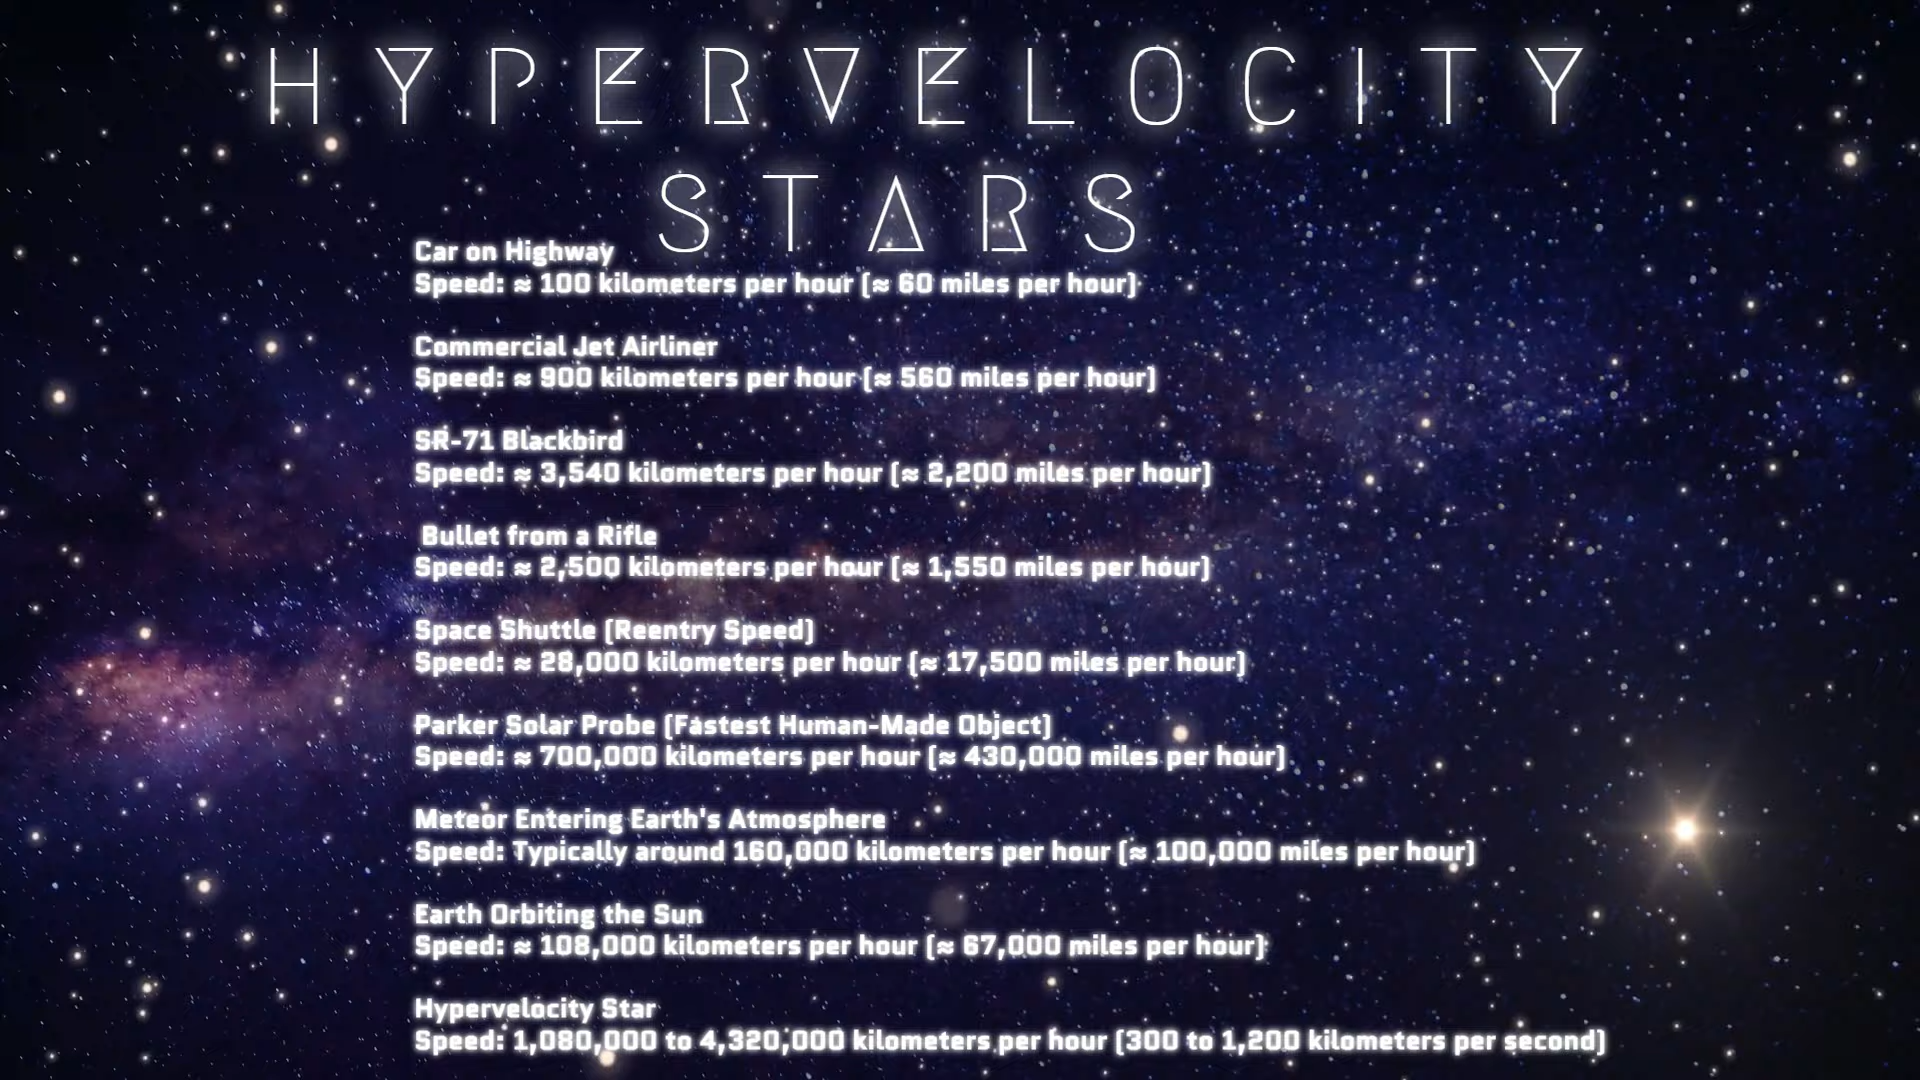 HYPERVELOCITY
STARS
Car on Highway
Speed: ≈ 100 kilometers per hour (≈ 60 miles per hour)
Commercial Jet Airliner
Speed: ≈ 900 kilometers per hour (≈ 560 miles per hour)
SR-71 Blackbird
Speed: ≈ 3,540 kilometers per hour (≈ 2,200 miles per hour)
Bullet from a Rifle
Speed: ≈ 2,500 kilometers per hour (≈ 1,550 miles per hour)
Space Shuttle (Reentry Speed)
Speed: ≈ 28,000 kilometers per hour (≈ 17,500 miles per hour)
Parker Solar Probe (Fastest Human-Made Object)
Speed: ≈ 700,000 kilometers per hour (≈ 430,000 miles per hour)
Meteor Entering Earth's Atmosphere
Speed: Typically around 160,000 kilometers per hour (≈ 100,000 miles per hour)
Earth Orbiting the Sun
Speed: ≈ 108,000 kilometers per hour (≈ 67,000 miles per hour)
Hypervelocity Star
Speed: 1,080,000 to 4,320,000 kilometers per hour (300 to 1,200 kilometers per second)